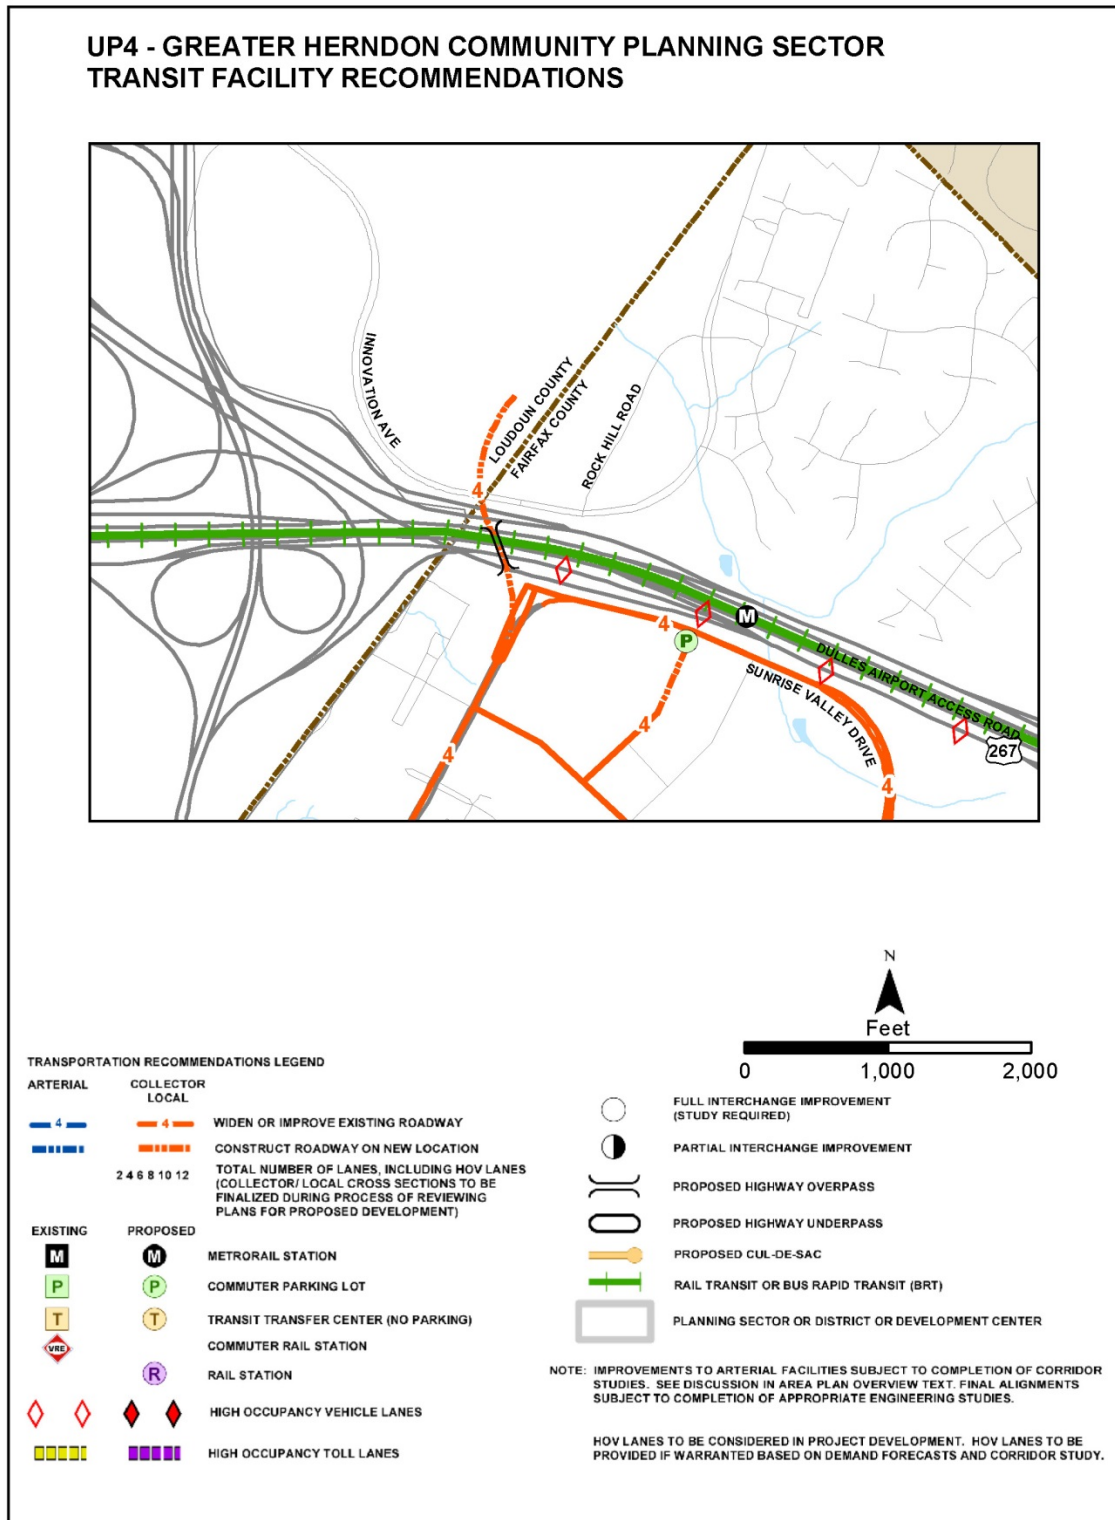 UP4 - GREATER HERNDON COMMUNITY PLANNING SECTOR
TRANSIT FACILITY RECOMMENDATIONS
INNOVATION AVE
LOUDOUN COUNTY
FAIRFAX COUNTY
ROCK HILL ROAD
4
M
4
P
DULLES AIRPORT ACCESS ROAD
SUNRISE VALLEY DRIVE
4
4
267
4
N
Feet
0 1,000 2,000
TRANSPORTATION RECOMMENDATIONS LEGEND
ARTERIAL COLLECTOR
LOCAL
4 4 WIDEN OR IMPROVE EXISTING ROADWAY
CONSTRUCT ROADWAY ON NEW LOCATION
2 4 6 8 10 12 TOTAL NUMBER OF LANES, INCLUDING HOV LANES
(COLLECTOR/ LOCAL CROSS SECTIONS TO BE
FINALIZED DURING PROCESS OF REVIEWING
PLANS FOR PROPOSED DEVELOPMENT)
EXISTING PROPOSED
M M METRORAIL STATION
P P COMMUTER PARKING LOT
T T TRANSIT TRANSFER CENTER (NO PARKING)
VRE COMMUTER RAIL STATION
R RAIL STATION
HIGH OCCUPANCY VEHICLE LANES
HIGH OCCUPANCY TOLL LANES
FULL INTERCHANGE IMPROVEMENT
(STUDY REQUIRED)
PARTIAL INTERCHANGE IMPROVEMENT
PROPOSED HIGHWAY OVERPASS
PROPOSED HIGHWAY UNDERPASS
PROPOSED CUL-DE-SAC
RAIL TRANSIT OR BUS RAPID TRANSIT (BRT)
PLANNING SECTOR OR DISTRICT OR DEVELOPMENT CENTER
NOTE: IMPROVEMENTS TO ARTERIAL FACILITIES SUBJECT TO COMPLETION OF CORRIDOR
STUDIES. SEE DISCUSSION IN AREA PLAN OVERVIEW TEXT. FINAL ALIGNMENTS
SUBJECT TO COMPLETION OF APPROPRIATE ENGINEERING STUDIES.
HOV LANES TO BE CONSIDERED IN PROJECT DEVELOPMENT. HOV LANES TO BE
PROVIDED IF WARRANTED BASED ON DEMAND FORECASTS AND CORRIDOR STUDY.